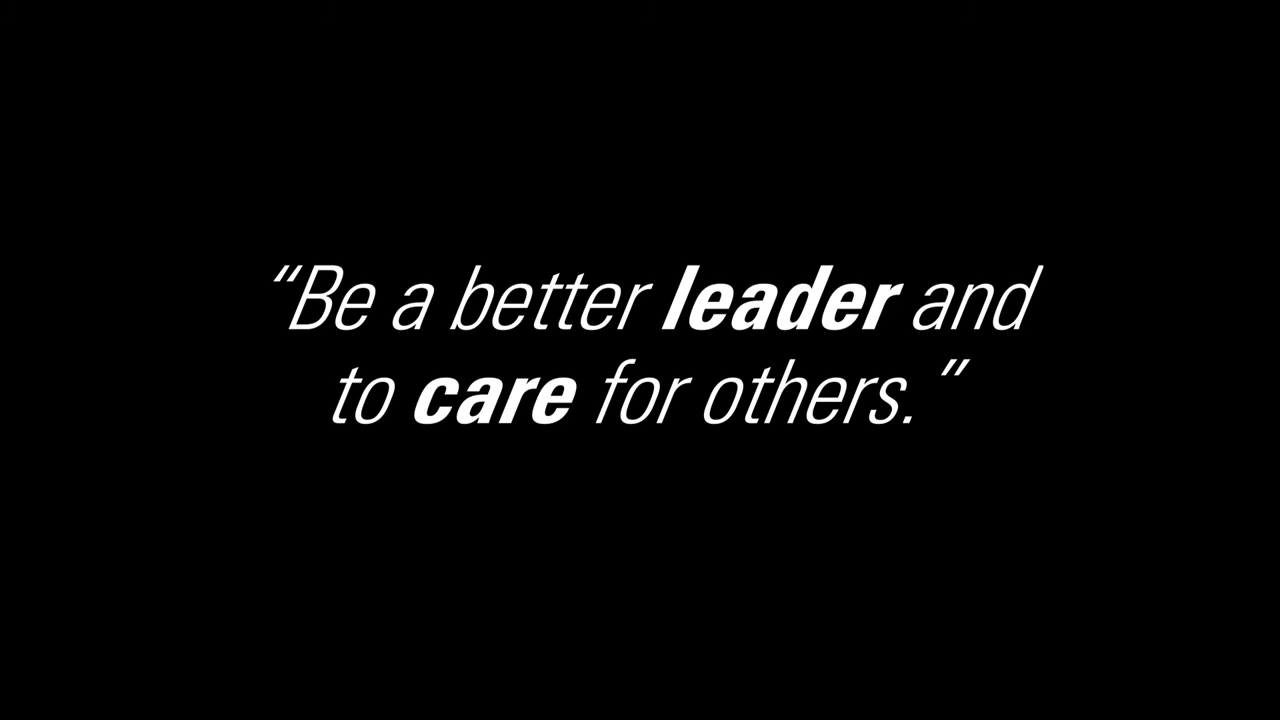 “Be a better leader and
to care for others.”